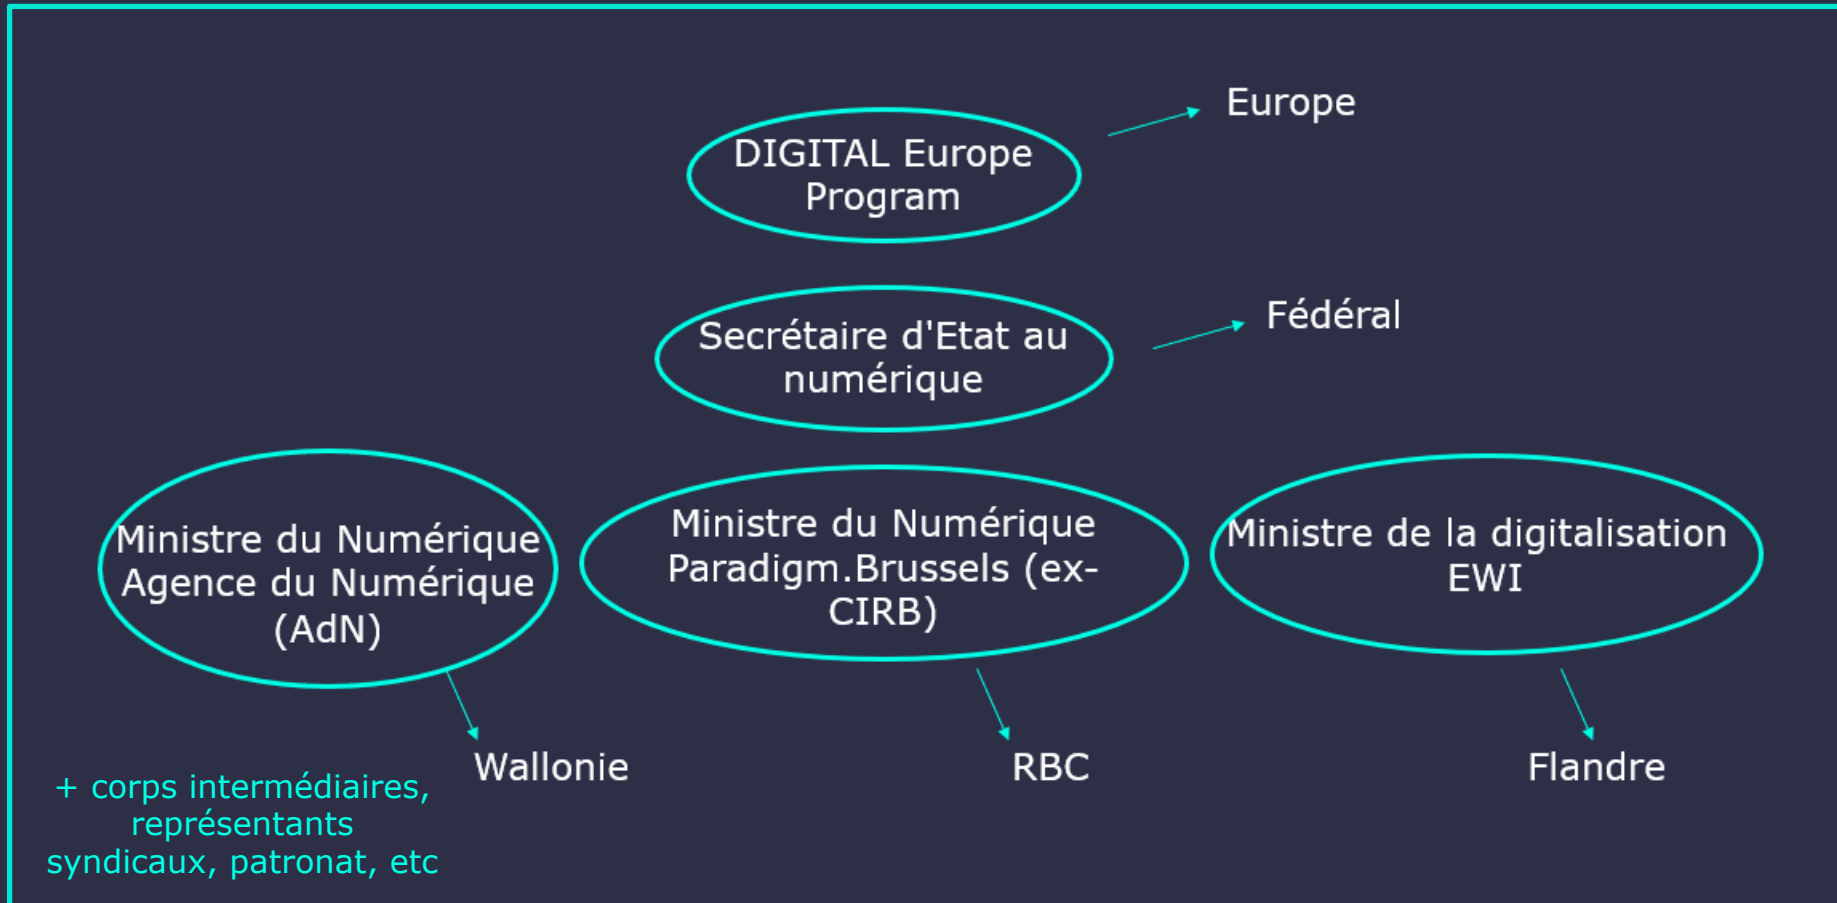 Europe
DIGITAL Europe
Program
Fédéral
Secrétaire d'Etat au
numérique
Ministre du Numérique
Agence du Numérique
(AdN)
Ministre du Numérique
Paradigm.Brussels (ex-
CIRB)
Ministre de la digitalisation
EWI
Wallonie
RBC
Flandre
+ corps intermédiaires,
représentants
syndicaux, patronat, etc